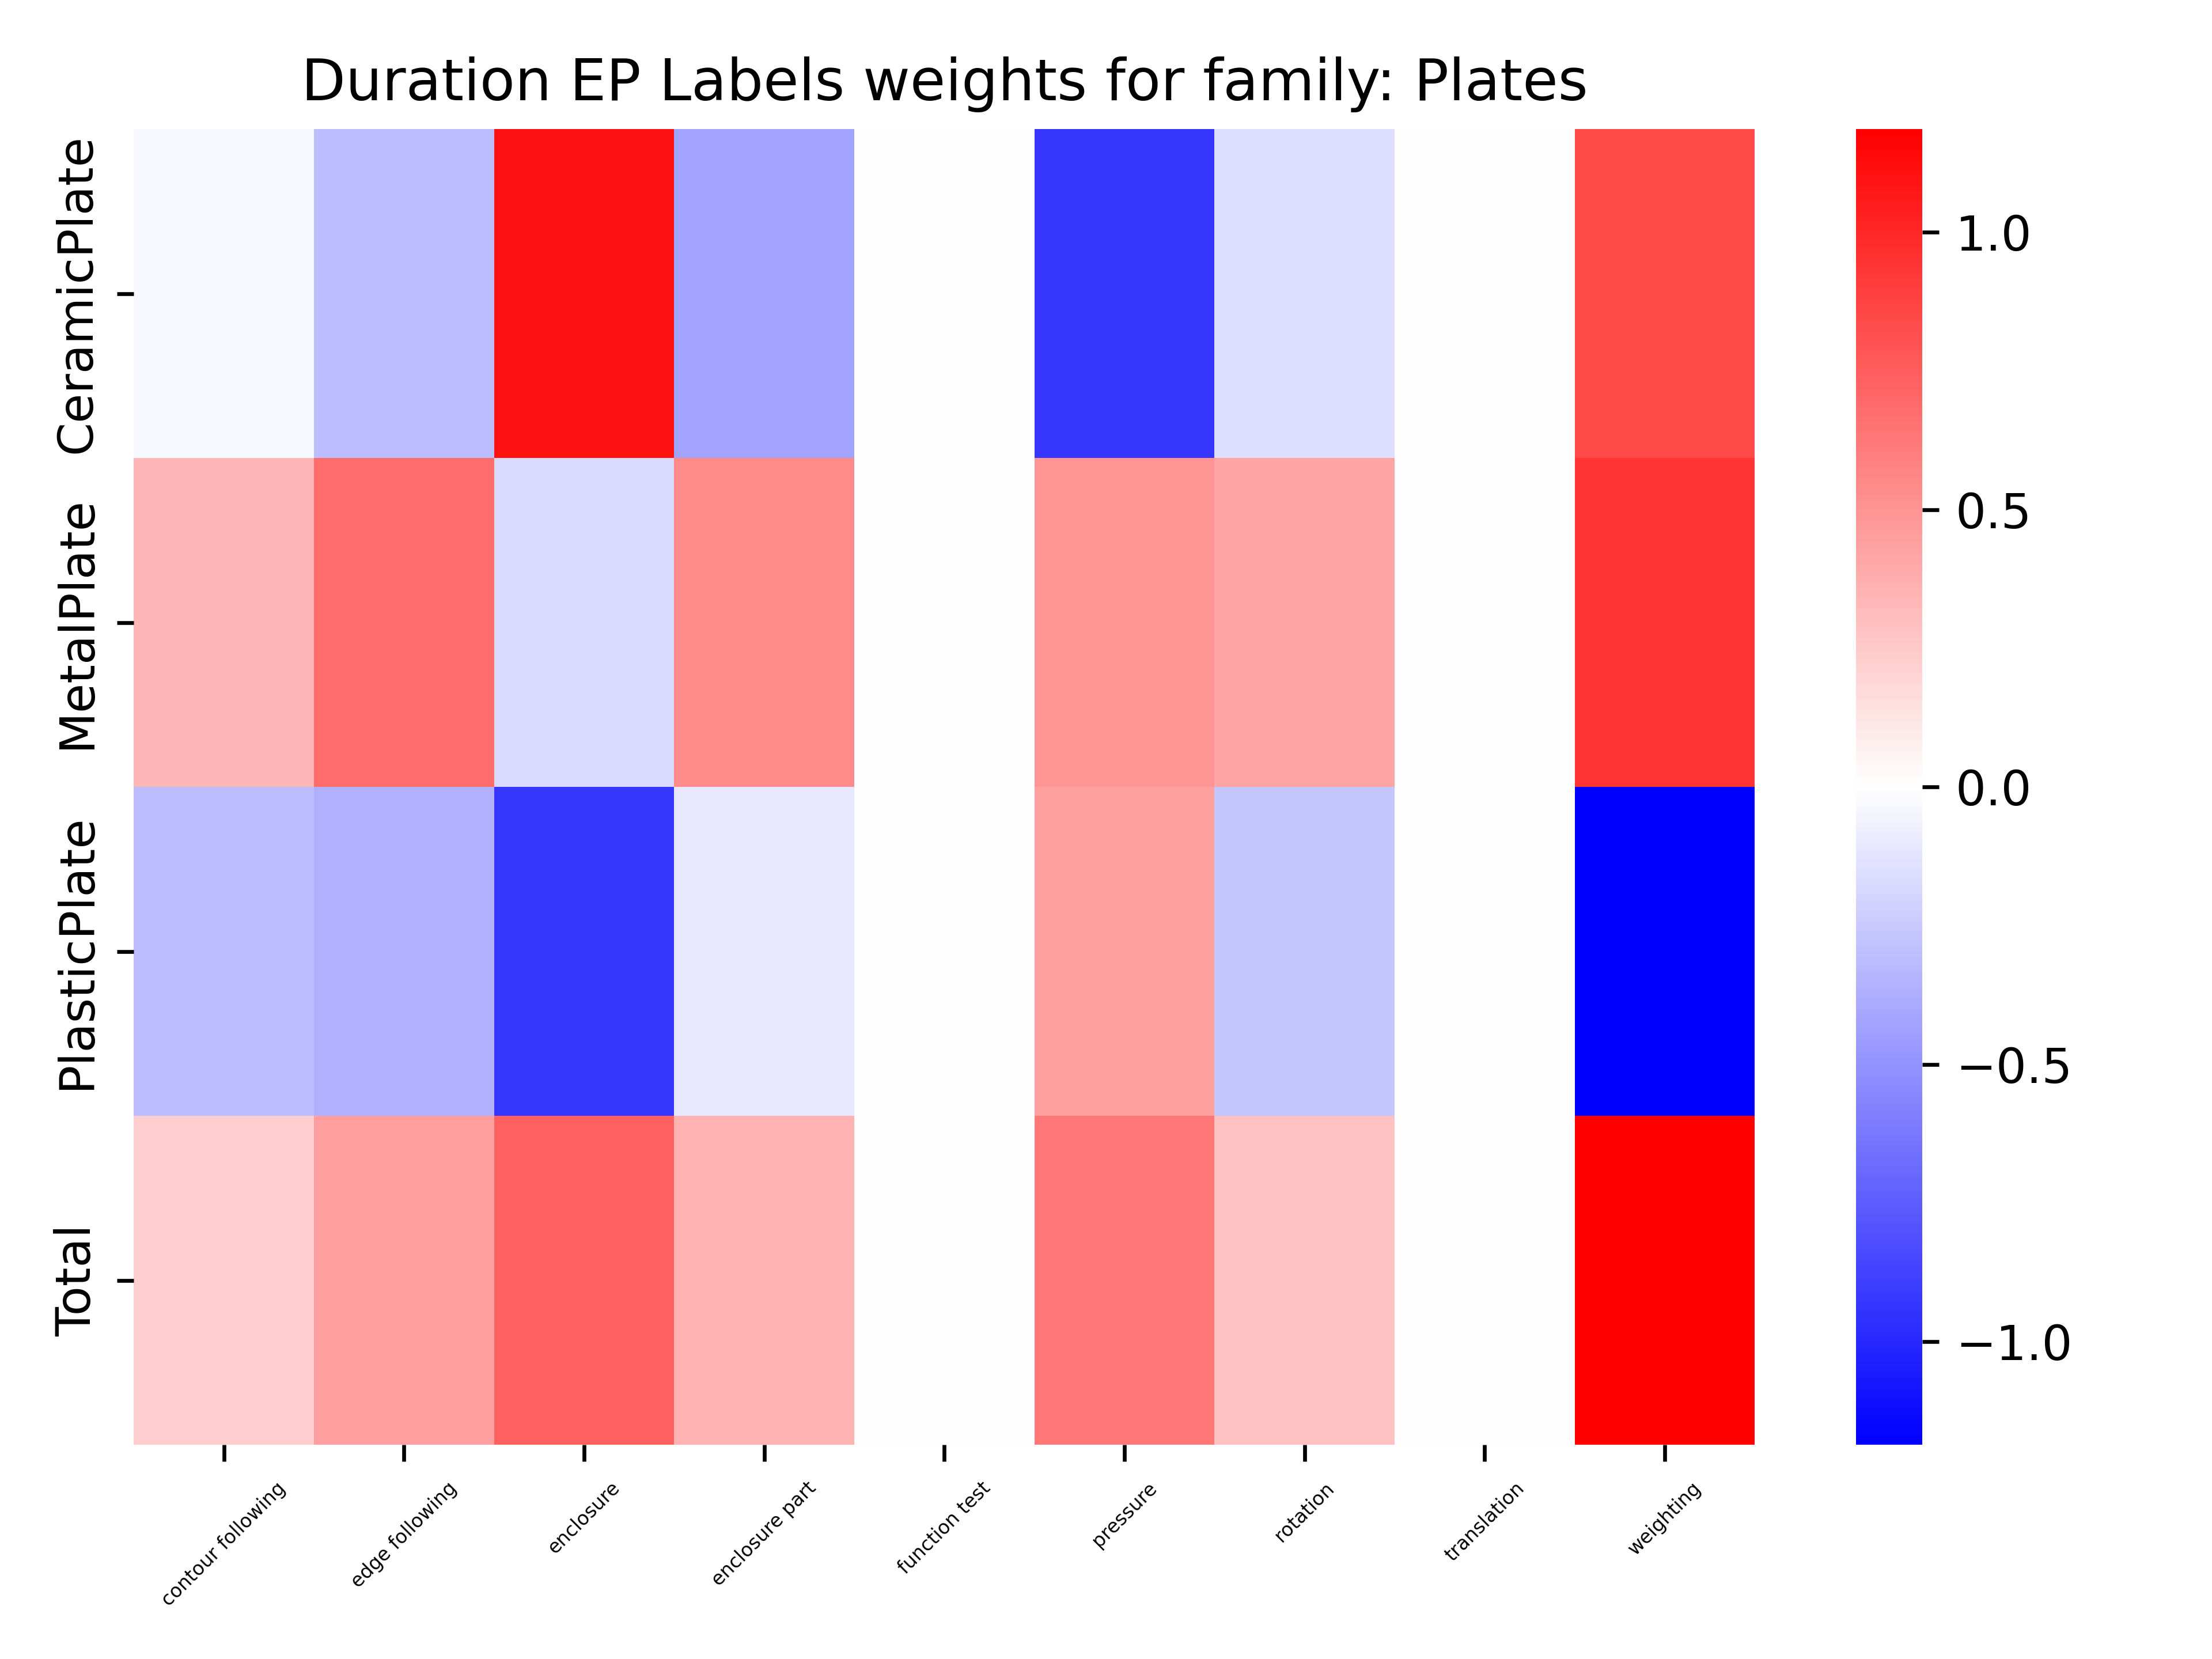 Duration EP Labels weights for family: Plates
CeramicPlate
MetalPlate
PlasticPlate
Total
contour following
edge following
enclosure
enclosure part
function test
pressure
rotation
translation
weighting
1.0
0.5
0.0
−0.5
−1.0